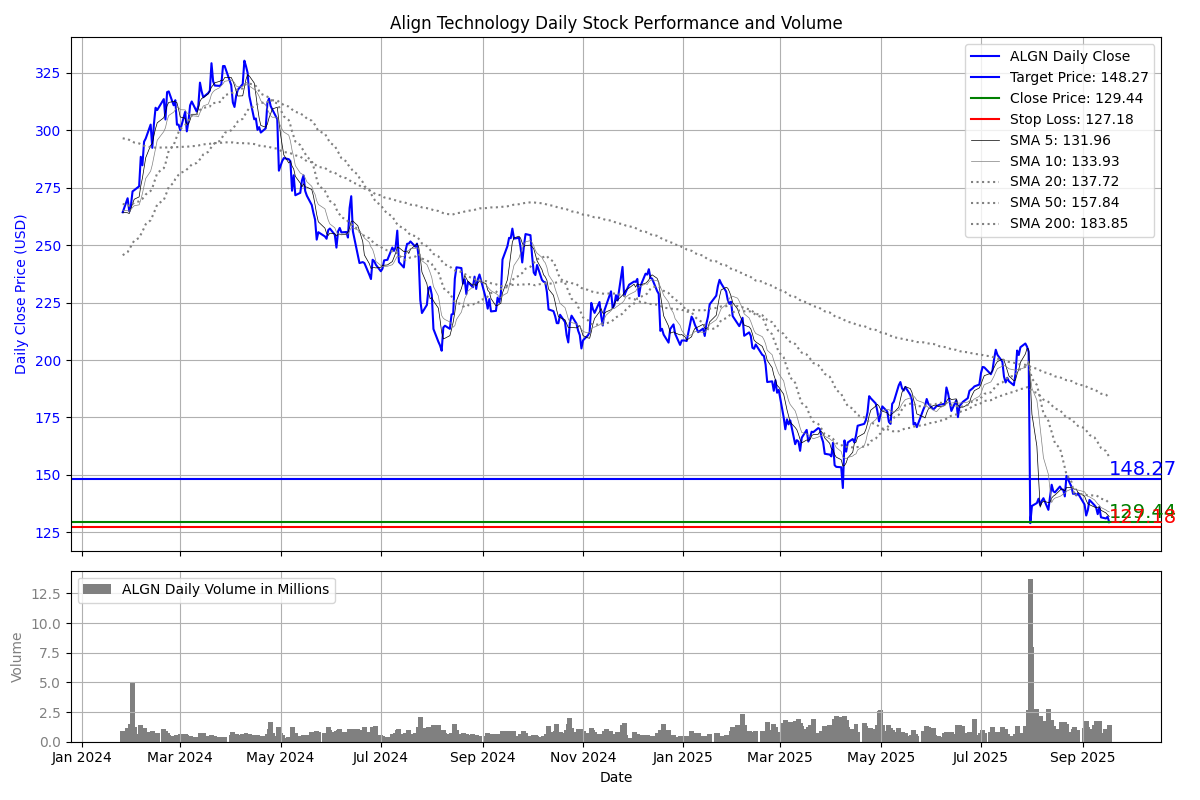 Align Technology Daily Stock Performance and Volume
Daily Close Price (USD)
325
300
275
250
225
200
175
150
125
ALGN Daily Close
Target Price: 148.27
Close Price: 129.44
Stop Loss: 127.18
SMA 5: 131.96
SMA 10: 133.93
SMA 20: 137.72
SMA 50: 157.84
SMA 200: 183.85
148.27
129.44
127.18
Volume
12.5
10.0
7.5
5.0
2.5
0.0
ALGN Daily Volume in Millions
Jan 2024 Mar 2024 May 2024 Jul 2024 Sep 2024 Nov 2024 Jan 2025 Mar 2025 May 2025 Jul 2025 Sep 2025
Date